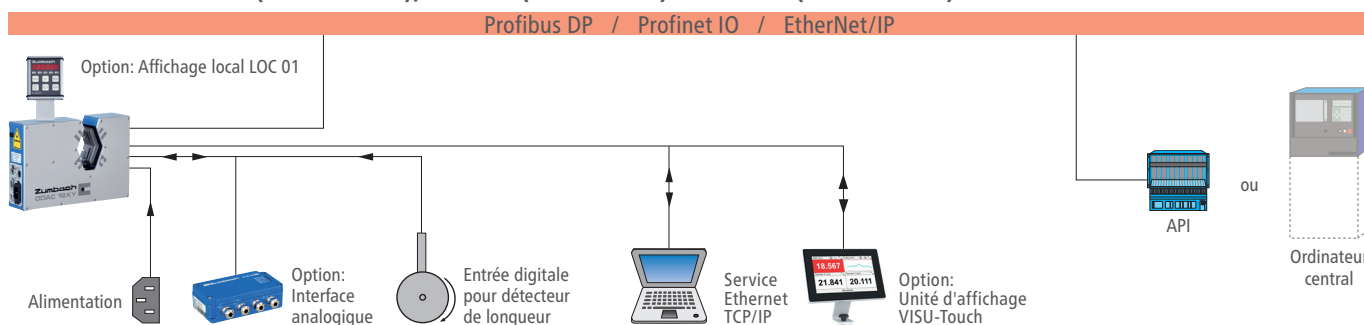 Profibus DP / Profinet IO / EtherNet/IP
Option: Affichage local LOC 01
zumbach
ODAC 18XY
Alimentation
Option:
Interface
analogique
Entrée digitale
pour détecteur
de longueur
Service
Ethernet
TCP/IP
18.567
21.841 20.111
Option:
Unité d'affichage
VISU-Touch
API
ou
Ordinateur
central